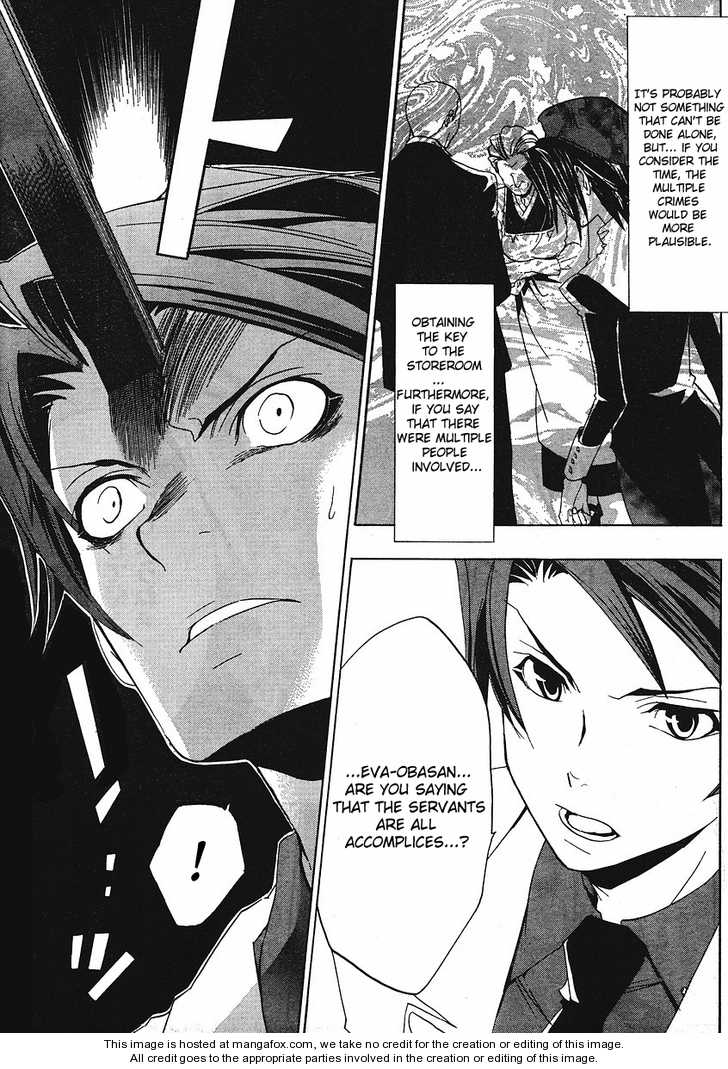 IT'S PROBABLY
NOT SOMETHING
THAT CAN'T BE
DONE ALONE,
BUT... IF YOU
CONSIDER THE
TIME, THE
MULTIPLE
CRIMES
WOULD BE
MORE
PLAUSIBLE.
OBTAINING
THE KEY
TO THE
STOREROOM
...
FURTHERMORE,
IF YOU SAY
THAT THERE
WERE MULTIPLE
PEOPLE
INVOLVED...
...EVA-OBASAN...
ARE YOU SAYING
THAT THE SERVANTS
ARE ALL
ACCOMPLICES...?
ト
!
This image is hosted at mangafox.com, we take no credit for the creation or editing of this image.
All credit goes to the appropriate parties involved in the creation or editing of this image.